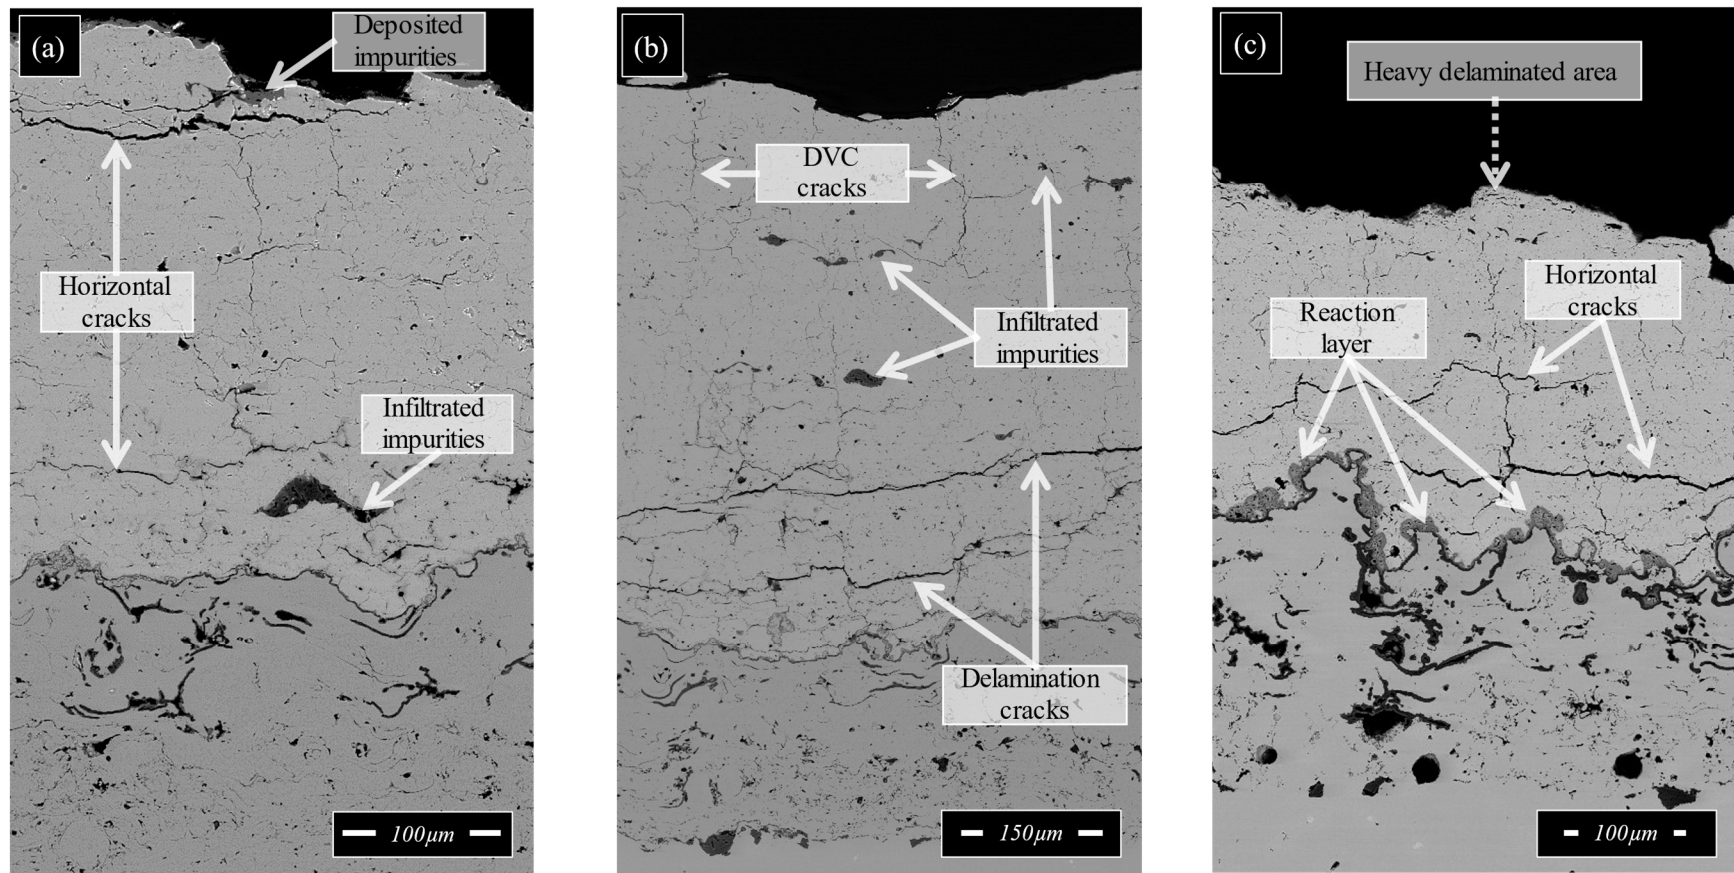 (a)
Deposited
impurities
Horizontal
cracks
Infiltrated
impurities
100µm
(b)
DVC
cracks
Infiltrated
impurities
Delamination
cracks
150µm
(c)
Heavy delaminated area
Horizontal
cracks
Reaction
layer
100µm